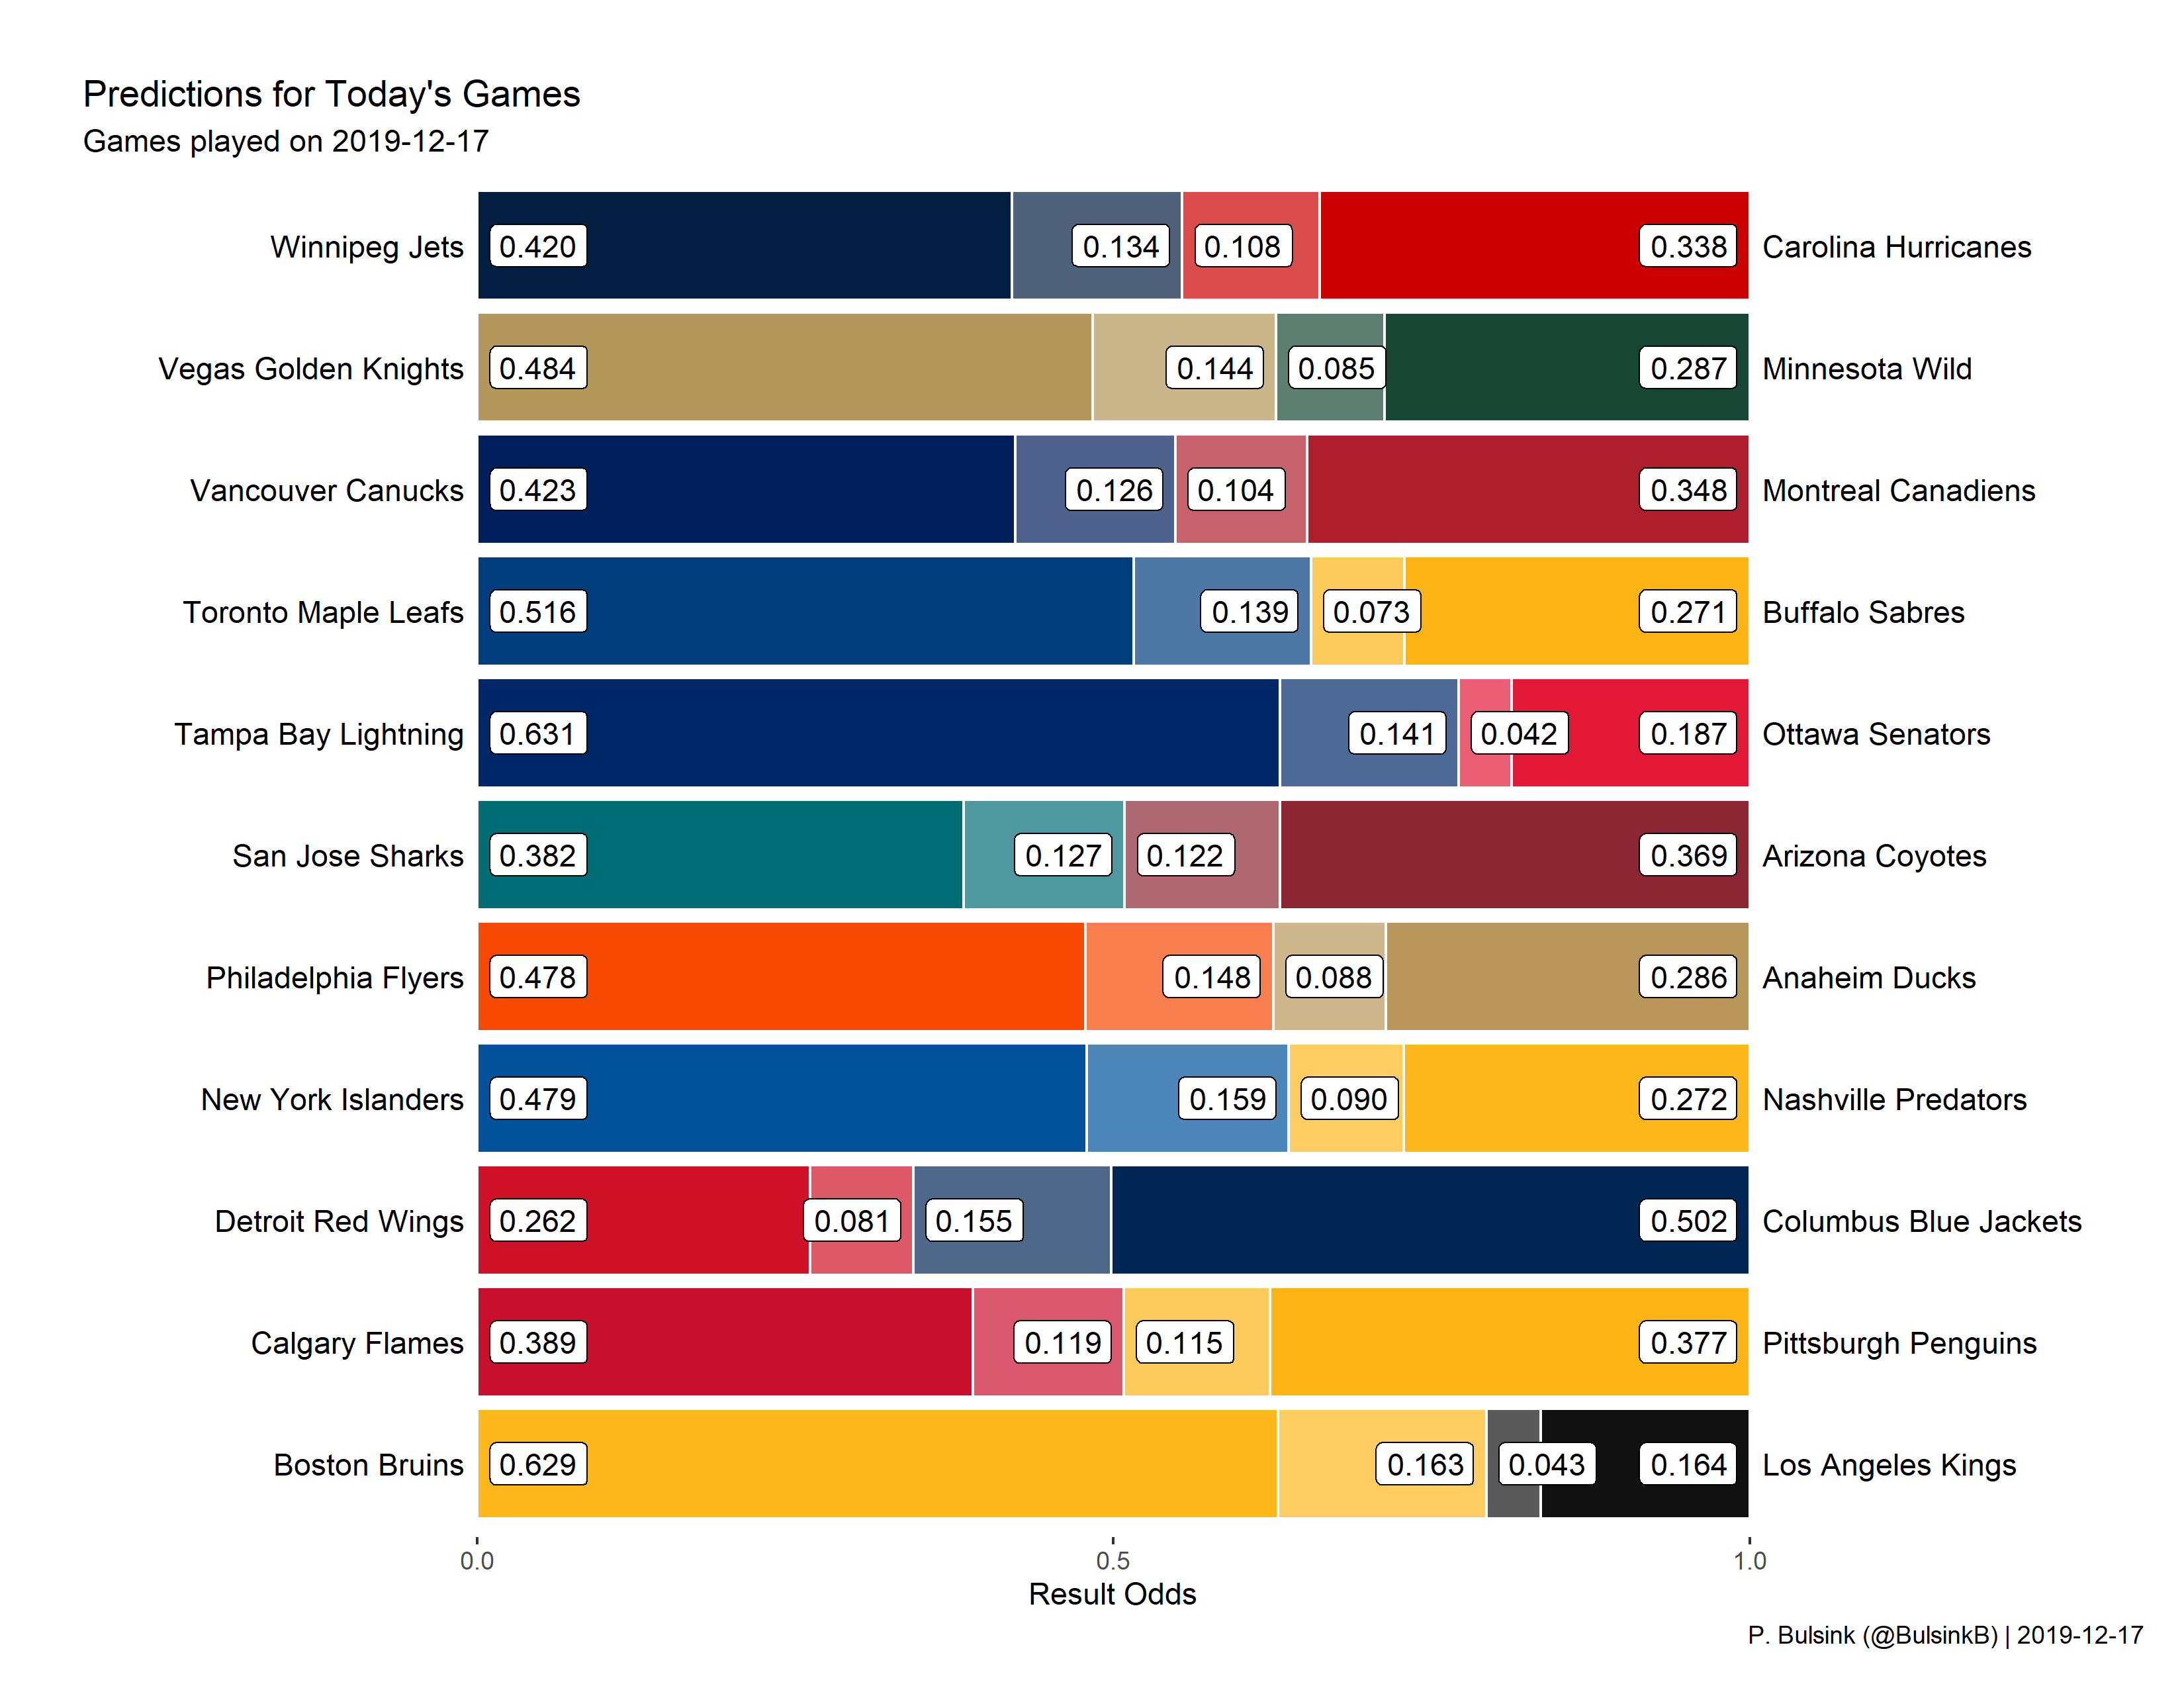 Predictions for Today's Games
Games played on 2019-12-17
Winnipeg Jets 0.420 0.134 0.108 0.338 Carolina Hurricanes
Vegas Golden Knights 0.484 0.144 0.085 0.287 Minnesota Wild
Vancouver Canucks 0.423 0.126 0.104 0.348 Montreal Canadiens
Toronto Maple Leafs 0.516 0.139 0.073 0.271 Buffalo Sabres
Tampa Bay Lightning 0.631 0.141 0.042 0.187 Ottawa Senators
San Jose Sharks 0.382 0.127 0.122 0.369 Arizona Coyotes
Philadelphia Flyers 0.478 0.148 0.088 0.286 Anaheim Ducks
New York Islanders 0.479 0.159 0.090 0.272 Nashville Predators
Detroit Red Wings 0.262 0.081 0.155 0.502 Columbus Blue Jackets
Calgary Flames 0.389 0.119 0.115 0.377 Pittsburgh Penguins
Boston Bruins 0.629 0.163 0.043 0.164 Los Angeles Kings
0.0 0.5 1.0
Result Odds
P. Bulsink (@BulsinkB) | 2019-12-17